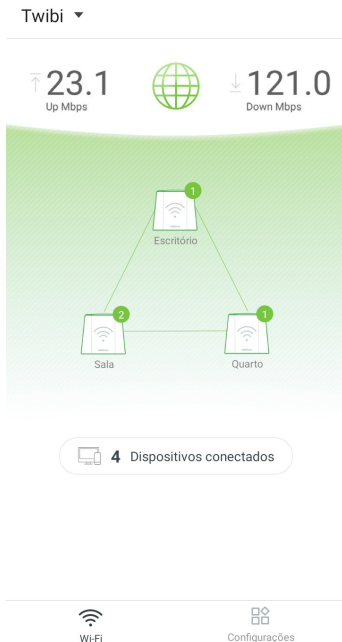 Twibi
23.1
Up Mbps
121.0
Down Mbps
1
Escritório
2
Sala
1
Quarto
4 Dispositivos conectados
Wi-Fi
Configurações